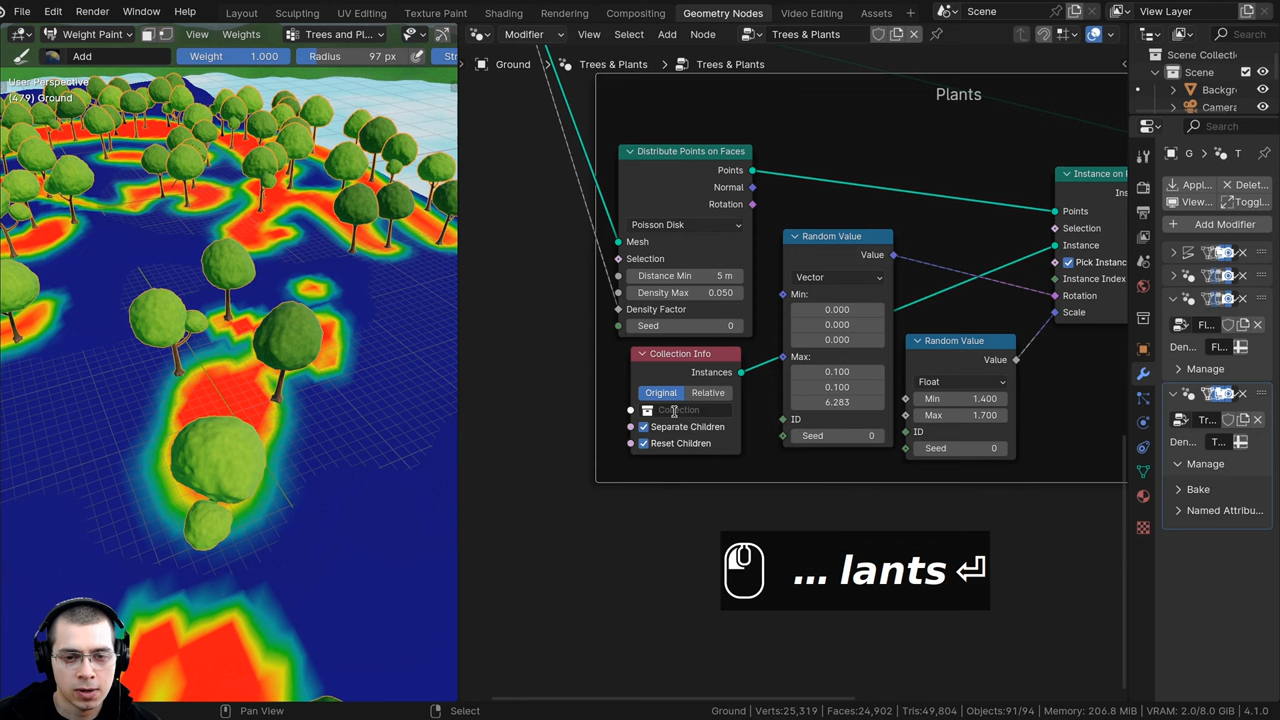 File Edit Render Window Help Layout Sculpting UV Editing Texture Paint Shading Rendering Compositing Geometry Nodes Video Editing Assets Scene View Layer
Weight Paint View Weights Trees and Pl... Modifier View Select Add Node Trees & Plants Search
Add Weight 1.000 Radius 97 px Str
User Perspective
(479) Ground
Ground Trees & Plants Trees & Plants
Scene Collecti
Scene
Backgr
Camera
Search
G T
Appl... Delet...
View... Toggl...
Add Modifier
Fl...
Den... Fl...
Manage
Tr...
Den... T...
Manage
Bake
Named Attribu...
Plants
Distribute Points on Faces
Points
Normal
Rotation
Poisson Disk
Mesh
Selection
Distance Min 5 m
Density Max 0.050
Density Factor
Seed 0
Collection Info
Instances
Original Relative
Collection
Separate Children
Reset Children
Random Value
Value
Vector
Min:
0.000
0.000
0.000
Max:
0.100
0.100
6.283
ID
Seed 0
Random Value
Value
Float
Min 1.400
Max 1.700
ID
Seed 0
Instance on
Ins
Points
Selection
Instance
Pick Instanc
Instance Index
Rotation
Scale
... lants ⏎
Pan View Select Ground | Verts:25,319 | Faces:24,902 | Tris:49,804 | Objects:91/94 | Memory: 206.8 MiB | VRAM: 2.0/8.0 GiB | 4.1.0